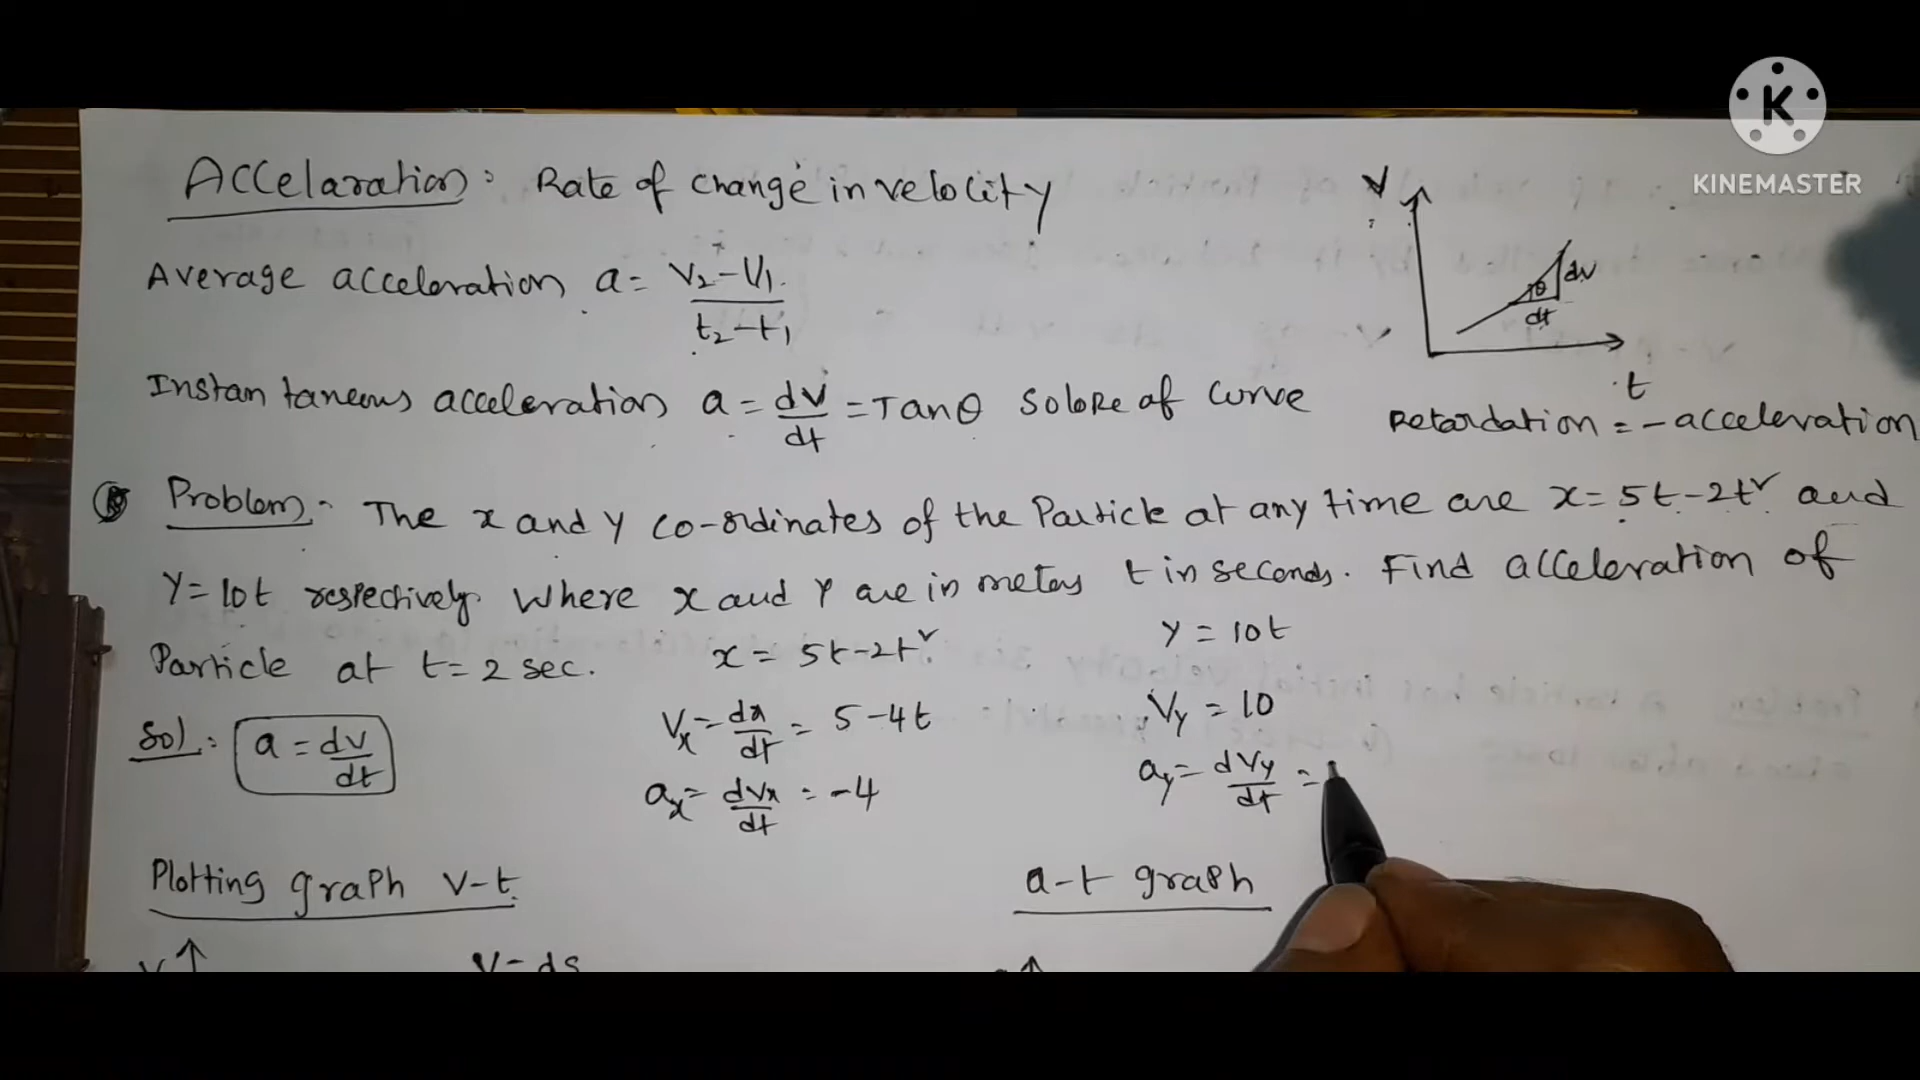 K
KINEMASTER
Accelaration: Rate of change in velocity
Average acceleration a = V₂-V₁ / t₂-t₁
Instantaneous acceleration a = dv/dt = Tanθ Solope of curve
V
dv
θ
dt
t
Retardation = - acceleration
Problem:- The x and y co-ordinates of the Particle at any time are x = 5t-2t² and
Y = 10t respectively where x and y are in meters t in seconds. Find acceleration of
Particle at t = 2 sec.
x = 5t-2t²
y = 10t
Sol: a = dv/dt
Vx = dx/dt = 5-4t
Vy = 10
ax = dVx/dt = -4
ay = dVy/dt =
Plotting graph V-t
a-t graph
V
V = ds